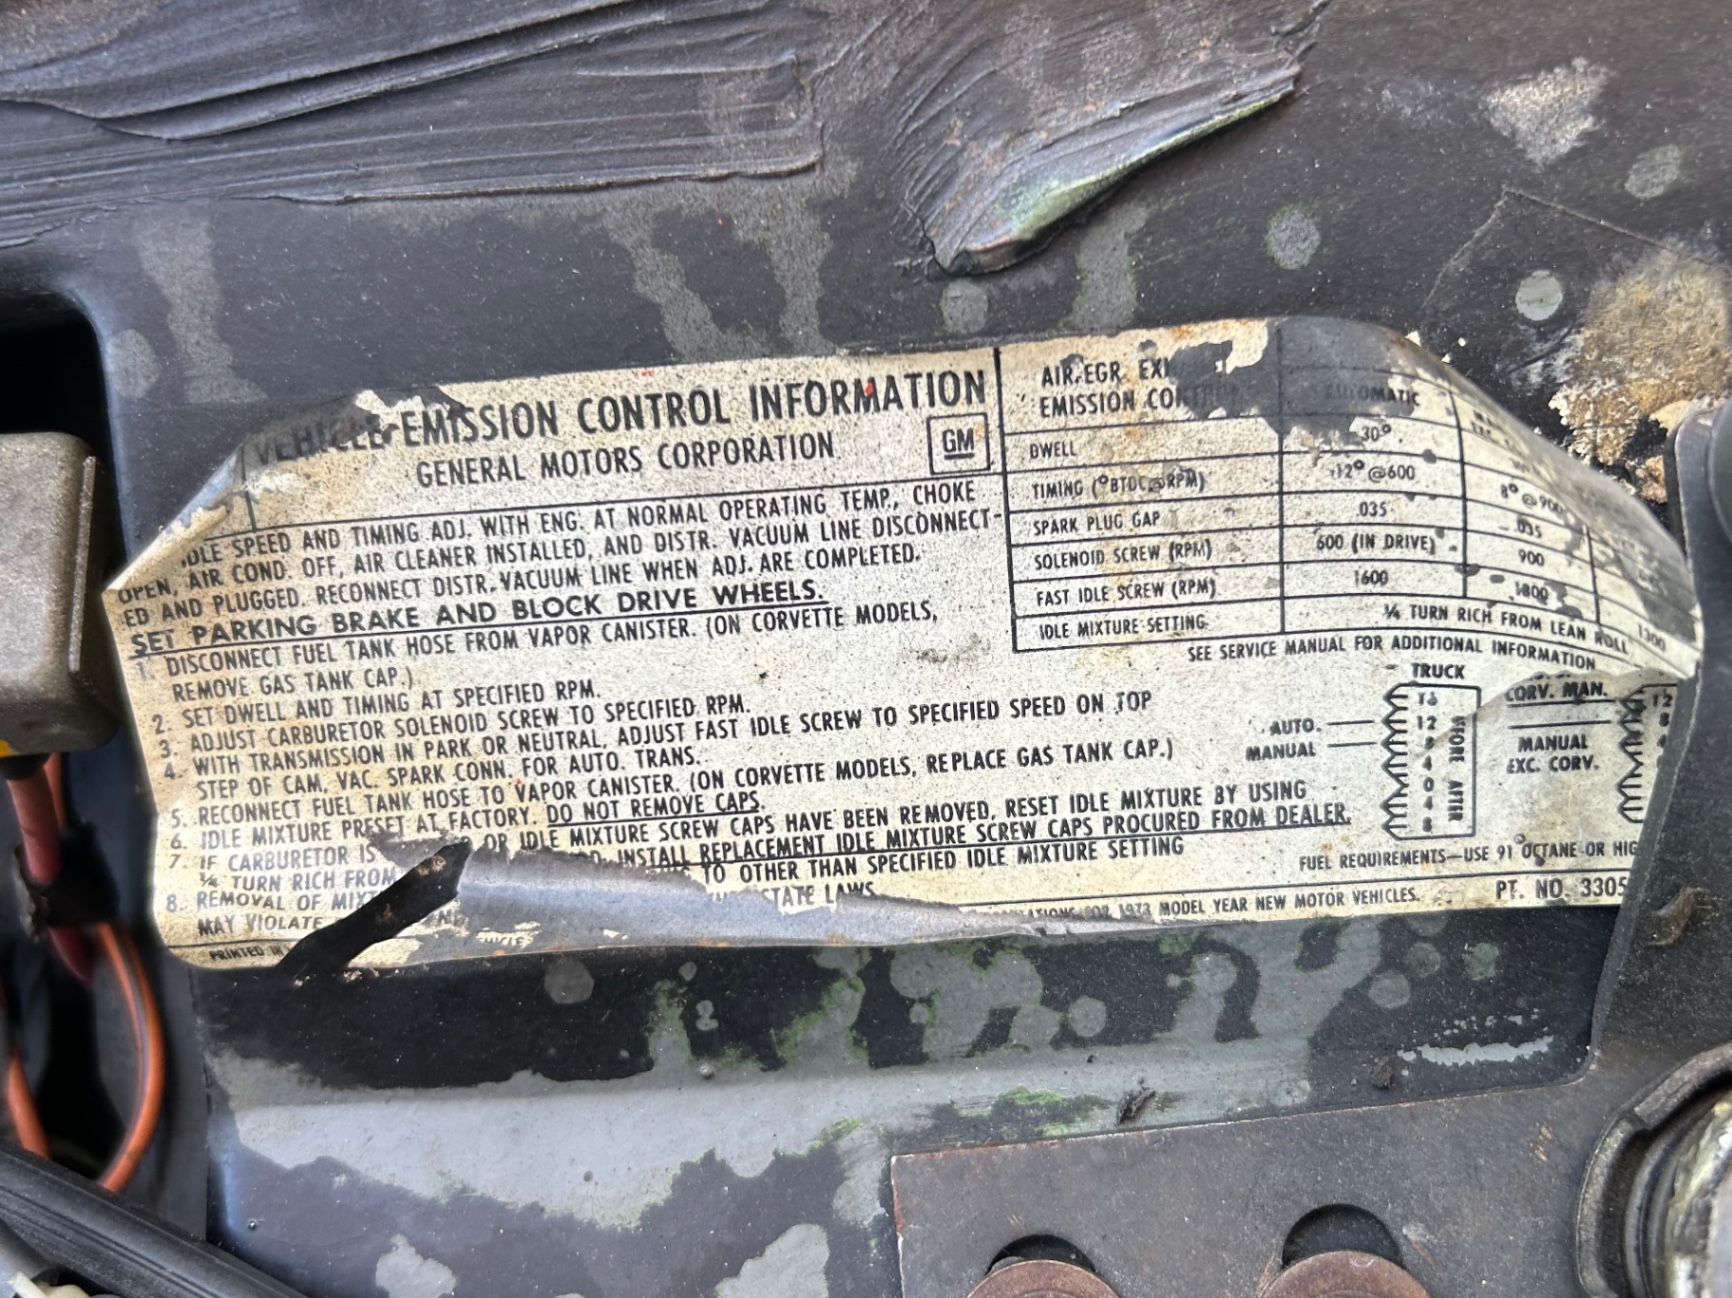 VEHICLE EMISSION CONTROL INFORMATION
GENERAL MOTORS CORPORATION
GM
IDLE SPEED AND TIMING ADJ. WITH ENG. AT NORMAL OPERATING TEMP., CHOKE
OPEN, AIR COND. OFF, AIR CLEANER INSTALLED, AND DISTR. VACUUM LINE DISCONNECT-
ED AND PLUGGED. RECONNECT DISTR. VACUUM LINE WHEN ADJ. ARE COMPLETED.
SET PARKING BRAKE AND BLOCK DRIVE WHEELS.
1. DISCONNECT FUEL TANK HOSE FROM VAPOR CANISTER. (ON CORVETTE MODELS,
REMOVE GAS TANK CAP.)
2. SET DWELL AND TIMING AT SPECIFIED RPM.
3. ADJUST CARBURETOR SOLENOID SCREW TO SPECIFIED RPM.
4. WITH TRANSMISSION IN PARK OR NEUTRAL, ADJUST FAST IDLE SCREW TO SPECIFIED SPEED ON TOP
STEP OF CAM, VAC. SPARK CONN. FOR AUTO. TRANS.
5. RECONNECT FUEL TANK HOSE TO VAPOR CANISTER. (ON CORVETTE MODELS, REPLACE GAS TANK CAP.)
6. IDLE MIXTURE PRESET AT FACTORY. DO NOT REMOVE CAPS.
7. IF CARBURETOR IS OR IDLE MIXTURE SCREW CAPS HAVE BEEN REMOVED, RESET IDLE MIXTURE BY USING
¼ TURN RICH FROM INSTALL REPLACEMENT IDLE MIXTURE SCREW CAPS PROCURED FROM DEALER.
8. REMOVAL OF TO OTHER THAN SPECIFIED IDLE MIXTURE SETTING
MAY VIOLATE STATE LAWS
PRINTED IN
1973 MODEL YEAR NEW MOTOR VEHICLES.
PT. NO. 3305
AIR, EGR
EMISSION
AUTOMATIC
DWELL 30°
TIMING (°BTDC@RPM) 12° @600 8° @900
SPARK PLUG GAP .035 .035
SOLENOID SCREW (RPM) 600 (IN DRIVE) 900
FAST IDLE SCREW (RPM) 1600 1300
IDLE MIXTURE SETTING ¼ TURN RICH FROM LEAN ROLL
SEE SERVICE MANUAL FOR ADDITIONAL INFORMATION
TRUCK
AUTO.
MANUAL
12
8
4
0
4
8
BEFORE AFTER
CORV. MAN.
MANUAL
EXC. CORV.
12
8
FUEL REQUIREMENTS—USE 91 OCTANE OR